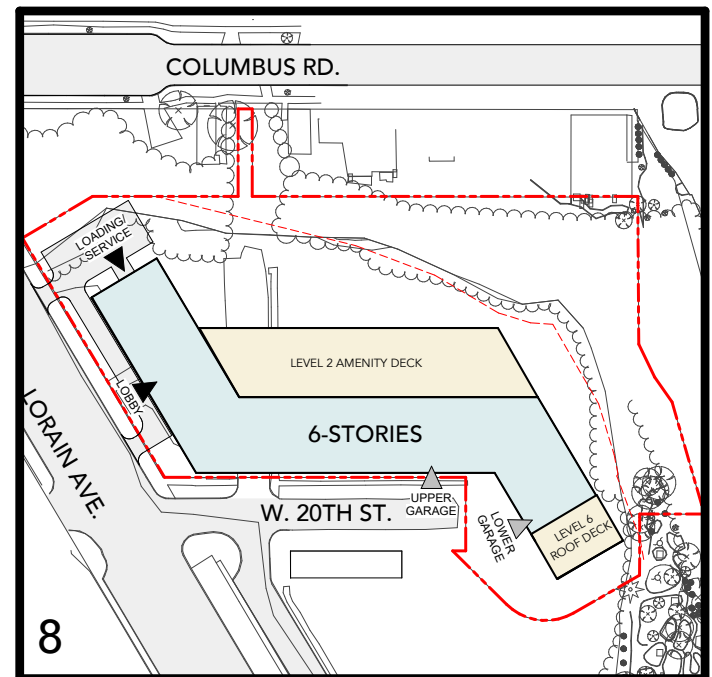 COLUMBUS RD.
LOADING/
SERVICE
LEVEL 2 AMENITY DECK
LOBBY
LORAIN AVE.
6-STORIES
UPPER
GARAGE
W. 20TH ST.
LOWER
GARAGE
LEVEL 6
ROOF DECK
8